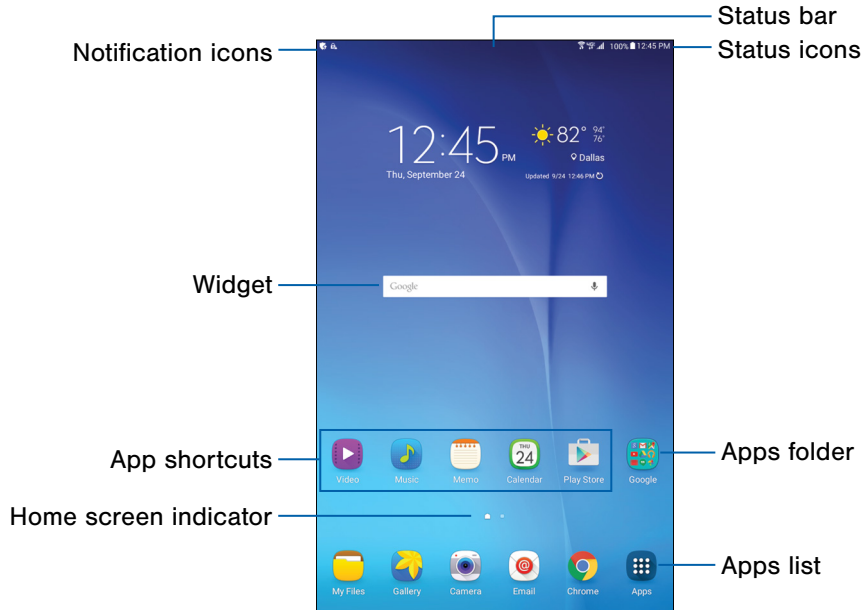 Status bar
Notification icons
Status icons
100% 12:45 PM
12:45 PM
Thu, September 24
82° 94° 76°
Dallas
Updated 9/24 12:46 PM
Widget
Google
App shortcuts
Apps folder
THU
24
Video Music Memo Calendar Play Store Google
Home screen indicator
@
Apps list
My Files Gallery Camera Email Chrome Apps